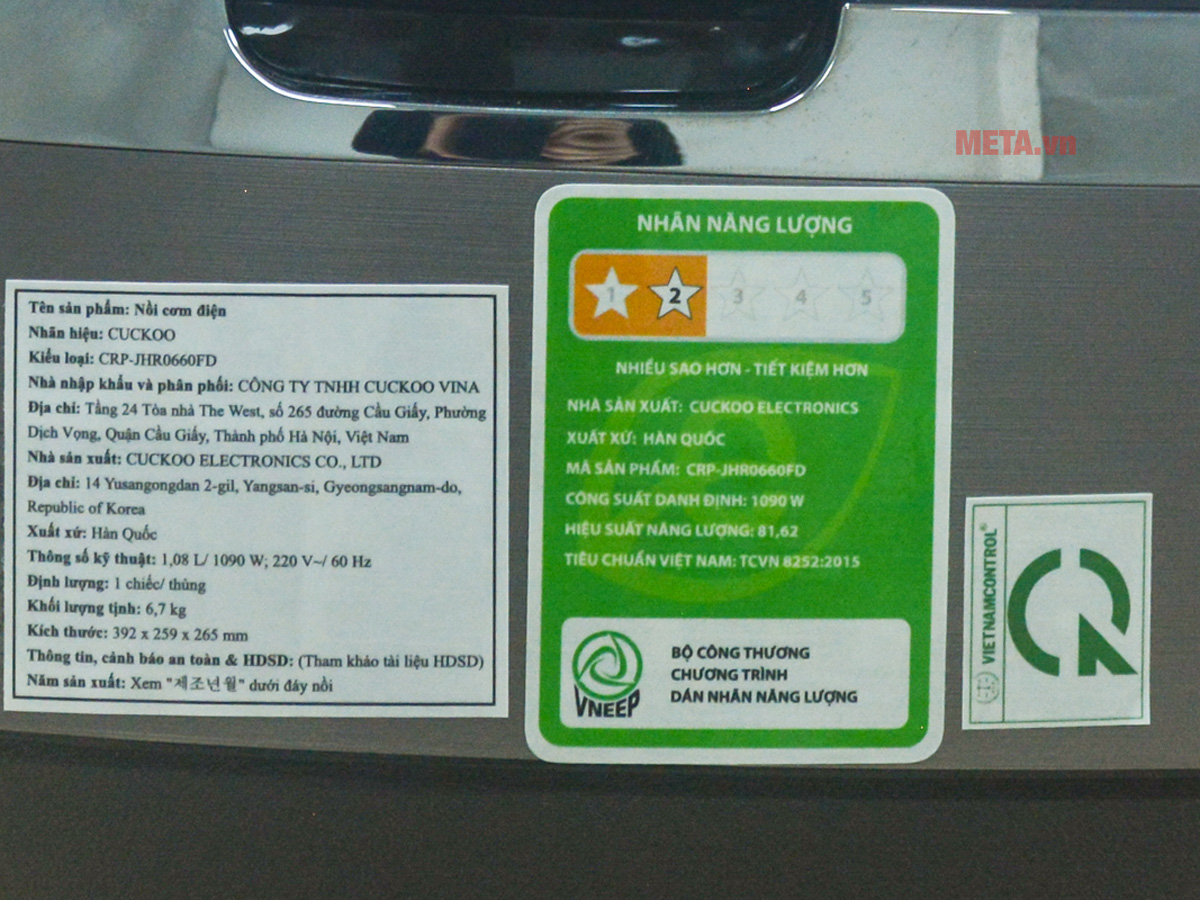 META.vn
Tên sản phẩm: Nồi cơm điện
Nhãn hiệu: CUCKOO
Kiểu loại: CRP-JHR0660FD
Nhà nhập khẩu và phân phối: CÔNG TY TNHH CUCKOO VINA
Địa chỉ: Tầng 24 Tòa nhà The West, số 265 đường Cầu Giấy, Phường
Dịch Vọng, Quận Cầu Giấy, Thành phố Hà Nội, Việt Nam
Nhà sản xuất: CUCKOO ELECTRONICS CO., LTD
Địa chỉ: 14 Yusangongdan 2-gil, Yangsan-si, Gyeongsangnam-do,
Republic of Korea
Xuất xứ: Hàn Quốc
Thông số kỹ thuật: 1,08 L/ 1090 W; 220 V~/ 60 Hz
Định lượng: 1 chiếc/ thùng
Khối lượng tịnh: 6,7 kg
Kích thước: 392 x 259 x 265 mm
Thông tin, cảnh báo an toàn & HDSD: (Tham khảo tài liệu HDSD)
Năm sản xuất: Xem "제조년월" dưới đáy nồi
NHÃN NĂNG LƯỢNG
1 2 3 4 5
NHIỀU SAO HƠN - TIẾT KIỆM HƠN
NHÀ SẢN XUẤT: CUCKOO ELECTRONICS
XUẤT XỨ: HÀN QUỐC
MÃ SẢN PHẨM: CRP-JHR0660FD
CÔNG SUẤT DANH ĐỊNH: 1090 W
HIỆU SUẤT NĂNG LƯỢNG: 81,62
TIÊU CHUẨN VIỆT NAM: TCVN 8252:2015
VNEEP
BỘ CÔNG THƯƠNG
CHƯƠNG TRÌNH
DÁN NHÃN NĂNG LƯỢNG
VIETNAMCONTROL®
CR